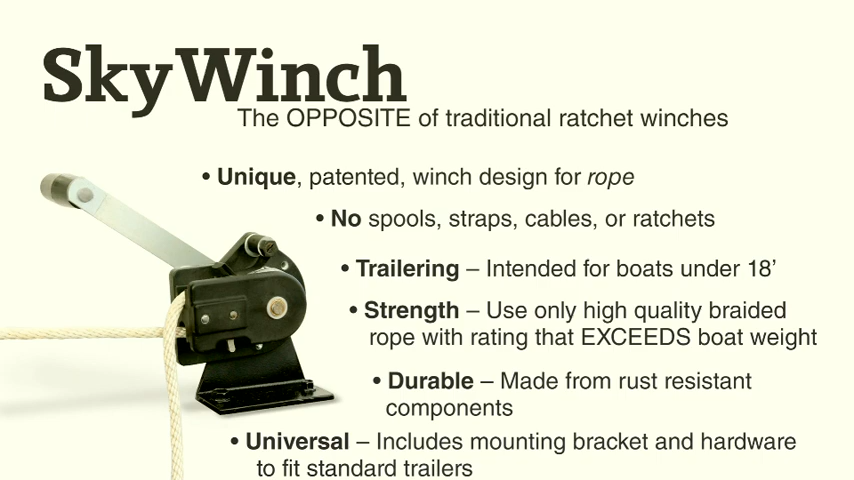 SkyWinch
The OPPOSITE of traditional ratchet winches
• Unique, patented, winch design for rope
• No spools, straps, cables, or ratchets
• Trailering – Intended for boats under 18’
• Strength – Use only high quality braided
rope with rating that EXCEEDS boat weight
• Durable – Made from rust resistant
components
• Universal – Includes mounting bracket and hardware
to fit standard trailers